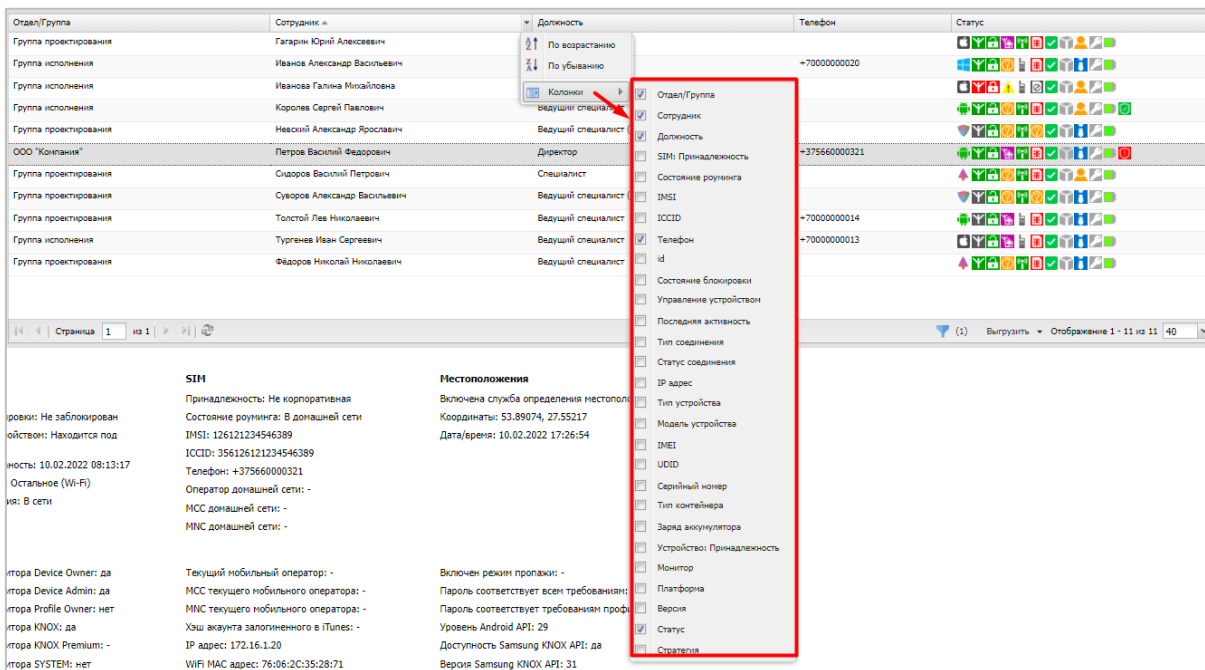 Отдел/Группа Сотрудник Должность Телефон Статус
Группа проектирования Гагарин Юрий Алексеевич
Группа исполнения Иванов Александр Васильевич +70000000020
Группа исполнения Иванова Галина Михайловна
Группа исполнения Королев Сергей Павлович Ведущий специалист
Группа проектирования Невский Александр Ярославич Ведущий специалист (
ООО "Компания" Петров Василий Федорович Директор +375660000321
Группа проектирования Сидоров Василий Петрович Специалист
Группа проектирования Суворов Александр Васильевич Ведущий специалист (
Группа исполнения Толстой Лев Николаевич Ведущий специалист +70000000014
Группа исполнения Тургенев Иван Сергеевич Ведущий специалист +70000000013
Группа проектирования Фёдоров Николай Николаевич Ведущий специалист
По возрастанию
По убыванию
Колонки
Отдел/Группа
Сотрудник
Должность
SIM: Принадлежность
Состояние роуминга
IMSI
ICCID
Телефон
id
Состояние блокировки
Управление устройством
Последняя активность
Тип соединения
Статус соединения
IP адрес
Тип устройства
Модель устройства
IMEI
UDID
Серийный номер
Тип контейнера
Заряд аккумулятора
Устройство: Принадлежность
Монитор
Платформа
Версия
Статус
Стратегия
Страница 1 из 1 (1) Выгрузить Отображение 1 - 11 из 11 40
ировки: Не заблокирован
ойством: Находится под
ность: 10.02.2022 08:13:17
Остальное (Wi-Fi)
ия: В сети
SIM
Принадлежность: Не корпоративная
Состояние роуминга: В домашней сети
IMSI: 126121234546389
ICCID: 356126121234546389
Телефон: +375660000321
Оператор домашней сети: -
MCC домашней сети: -
MNC домашней сети: -
Местоположения
Включена служба определения местополо
Координаты: 53.89074, 27.55217
Дата/время: 10.02.2022 17:26:54
итора Device Owner: да
итора Device Admin: да
итора Profile Owner: нет
итора KNOX: да
итора KNOX Premium: -
итора SYSTEM: нет
Текущий мобильный оператор: -
MCC текущего мобильного оператора: -
MNC текущего мобильного оператора: -
Хэш акаунта залогиненного в iTunes: -
IP адрес: 172.16.1.20
WiFi MAC адрес: 76:06:2C:35:28:71
Включен режим пропажи: -
Пароль соответствует всем требованиям:
Пароль соответствует требованиям профи
Уровень Android API: 29
Доступность Samsung KNOX API: да
Версия Samsung KNOX API: 31